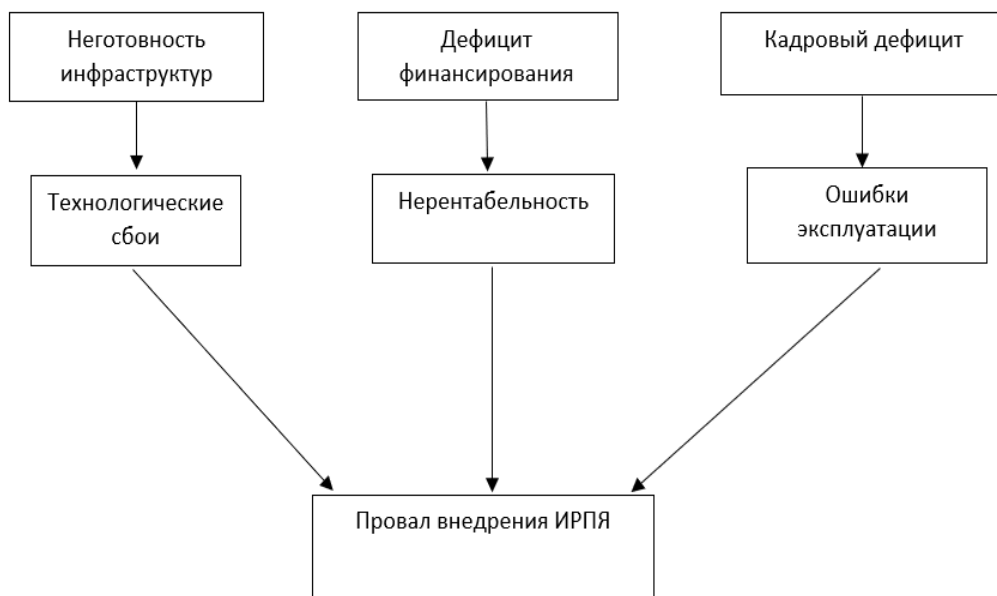 Неготовность
инфраструктур
Дефицит
финансирования
Кадровый дефицит
Технологические
сбои
Нерентабельность
Ошибки
эксплуатации
Провал внедрения ИРПЯ